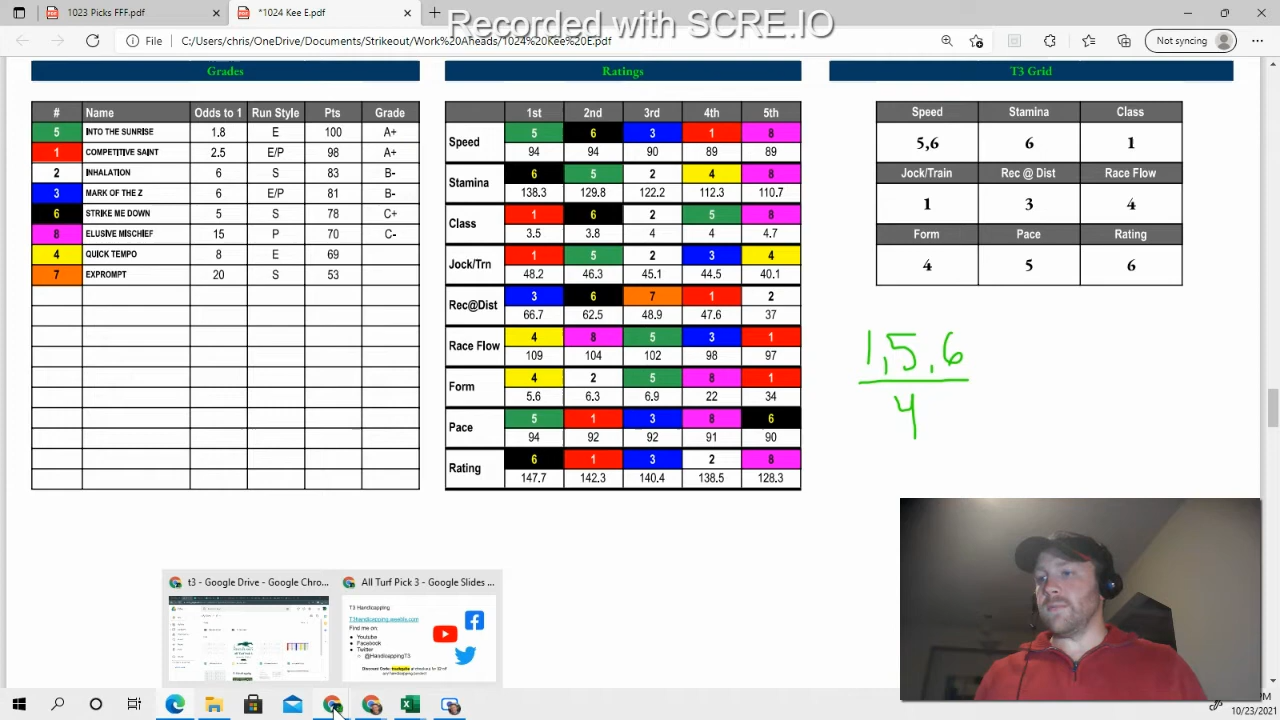 Recorded with SCRE.IO
1023 Picks FFF.pdf
*1024 Kee E.pdf
File
C:/Users/chris/OneDrive/Documents/Strikeout/Work%20Aheads/1024%20Kee%20E.pdf
Not syncing
Grades
# Name Odds to 1 Run Style Pts Grade
5 INTO THE SUNRISE 1.8 E 100 A+
1 COMPETITIVE SAINT 2.5 E/P 98 A+
2 INHALATION 6 S 83 B-
3 MARK OF THE Z 6 E/P 81 B-
6 STRIKE ME DOWN 5 S 78 C+
8 ELUSIVE MISCHIEF 15 P 70 C-
4 QUICK TEMPO 8 E 69
7 EXPROMPT 20 S 53
Ratings
1st 2nd 3rd 4th 5th
Speed 5 6 3 1 8
94 94 90 89 89
Stamina 6 5 2 4 8
138.3 129.8 122.2 112.3 110.7
Class 1 6 2 5 8
3.5 3.8 4 4 4.7
Jock/Trn 1 5 2 3 4
48.2 46.3 45.1 44.5 40.1
Rec@Dist 3 6 7 1 2
66.7 62.5 48.9 47.6 37
Race Flow 4 8 5 3 1
109 104 102 98 97
Form 4 2 5 8 1
5.6 6.3 6.9 22 34
Pace 5 1 3 8 6
94 92 92 91 90
Rating 6 1 3 2 8
147.7 142.3 140.4 138.5 128.3
T3 Grid
Speed Stamina Class
5,6 6 1
Jock/Train Rec @ Dist Race Flow
1 3 4
Form Pace Rating
4 5 6
1,5,6
4
t3 - Google Drive - Google Chro...
All Turf Pick 3 - Google Slides ...
T3 Handicapping
Find me on:
Youtube
Facebook
Twitter
@HandicappingT3
10/23/2021